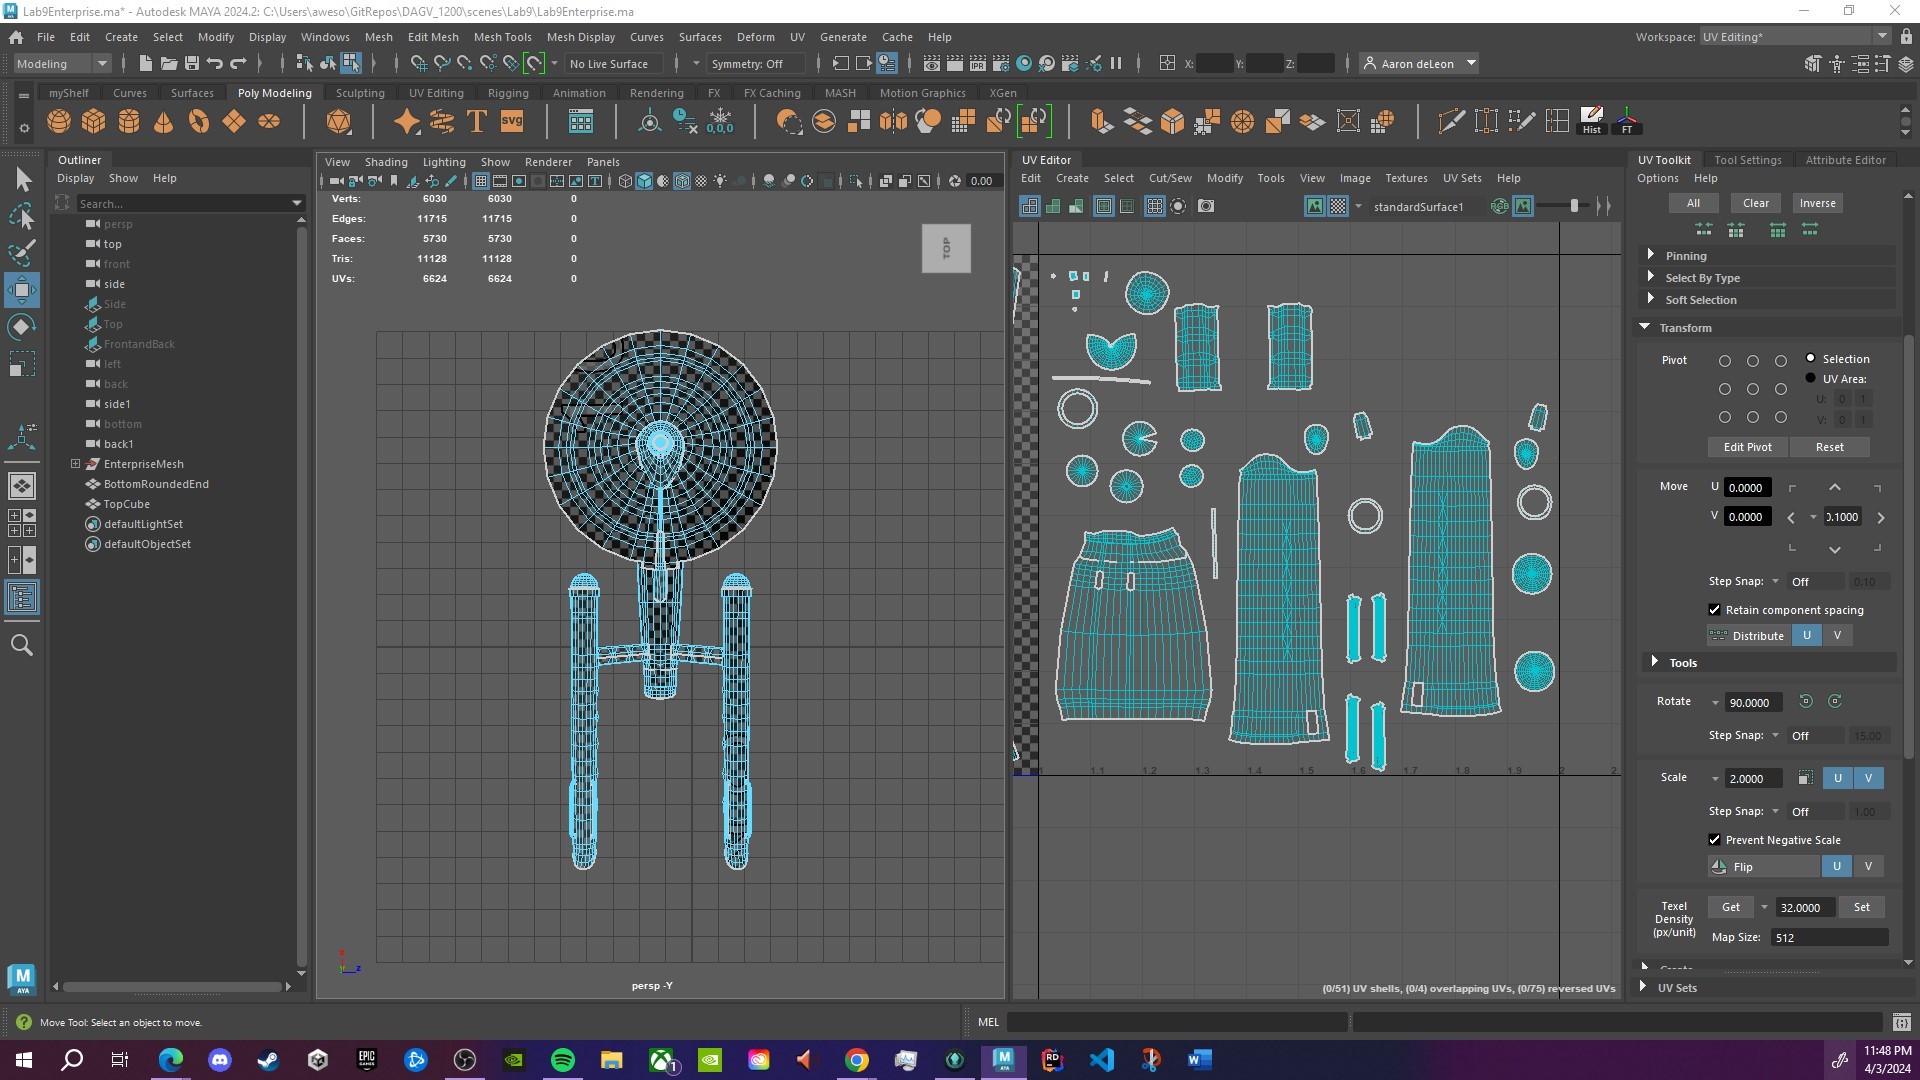 Lab9Enterprise.ma* - Autodesk MAYA 2024.2: C:\Users\aweso\GitRepos\DAGV_1200\scenes\Lab9\Lab9Enterprise.ma
File Edit Create Select Modify Display Windows Mesh Edit Mesh Mesh Tools Mesh Display Curves Surfaces Deform UV Generate Cache Help
Workspace: UV Editing*
Modeling
No Live Surface
Symmetry: Off
X:
Y:
Z:
Aaron deLeon
myShelf Curves Surfaces Poly Modeling Sculpting UV Editing Rigging Animation Rendering FX FX Caching MASH Motion Graphics XGen
SVG
0,0,0
Hist
FT
Outliner
Display Show Help
Search...
persp
top
front
side
Side
Top
FrontandBack
left
back
side1
bottom
back1
EnterpriseMesh
BottomRoundedEnd
TopCube
defaultLightSet
defaultObjectSet
View Shading Lighting Show Renderer Panels
0.00
Verts: 6030 6030 0
Edges: 11715 11715 0
Faces: 5730 5730 0
Tris: 11128 11128 0
UVs: 6624 6624 0
TOP
persp -Y
UV Editor
Edit Create Select Cut/Sew Modify Tools View Image Textures UV Sets Help
standardSurface1
1 1.1 1.2 1.3 1.4 1.5 1.6 1.7 1.8 1.9 2 2.1
(0/51) UV shells, (0/4) overlapping UVs, (0/75) reversed UVs
UV Toolkit Tool Settings Attribute Editor
Options Help
All Clear Inverse
Pinning
Select By Type
Soft Selection
Transform
Pivot
Selection
UV Area:
U: 0 1
V: 0 1
Edit Pivot Reset
Move U 0.0000
V 0.0000
0.1000
Step Snap: Off 0.10
Retain component spacing
Distribute U V
Tools
Rotate 90.0000
Step Snap: Off 15.00
Scale 2.0000 U V
Step Snap: Off 1.00
Prevent Negative Scale
Flip U V
Texel Density (px/unit) Get 32.0000 Set
Map Size: 512
UV Sets
Move Tool: Select an object to move.
MEL
11:48 PM
4/3/2024